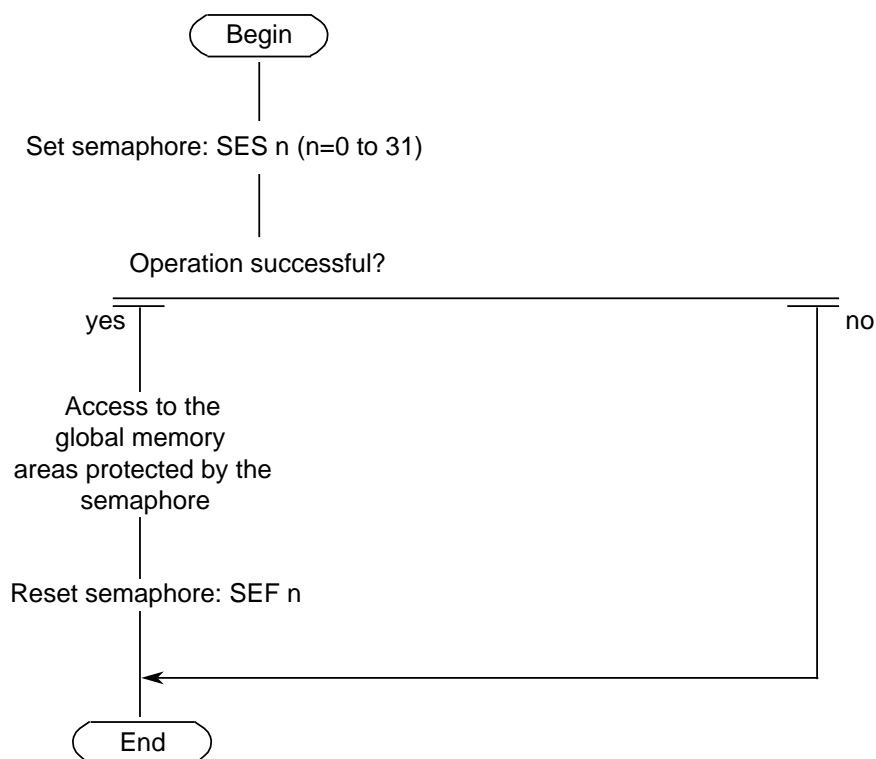 Begin
Set semaphore: SES n (n=0 to 31)
Operation successful?
yes
no
Access to the
global memory
areas protected by the
semaphore
Reset semaphore: SEF n
End